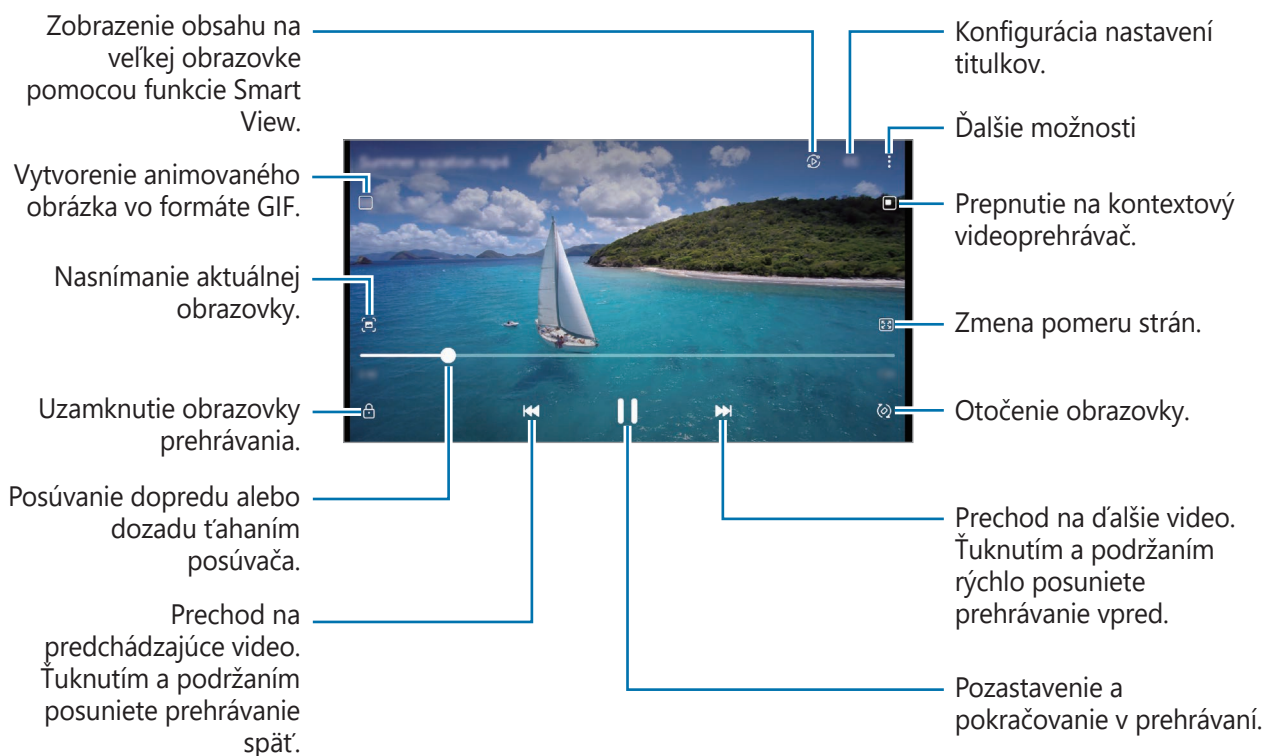 Zobrazenie obsahu na
veľkej obrazovke
pomocou funkcie Smart
View.
Vytvorenie animovaného
obrázka vo formáte GIF.
Nasnímanie aktuálnej
obrazovky.
Uzamknutie obrazovky
prehrávania.
Posúvanie dopredu alebo
dozadu ťahaním
posúvača.
Prechod na
predchádzajúce video.
Ťuknutím a podržaním
posuniete prehrávanie
späť.
Konfigurácia nastavení
titulkov.
Ďalšie možnosti
Prepnutie na kontextový
videoprehrávač.
Zmena pomeru strán.
Otočenie obrazovky.
Prechod na ďalšie video.
Ťuknutím a podržaním
rýchlo posuniete
prehrávanie vpred.
Pozastavenie a
pokračovanie v prehrávaní.